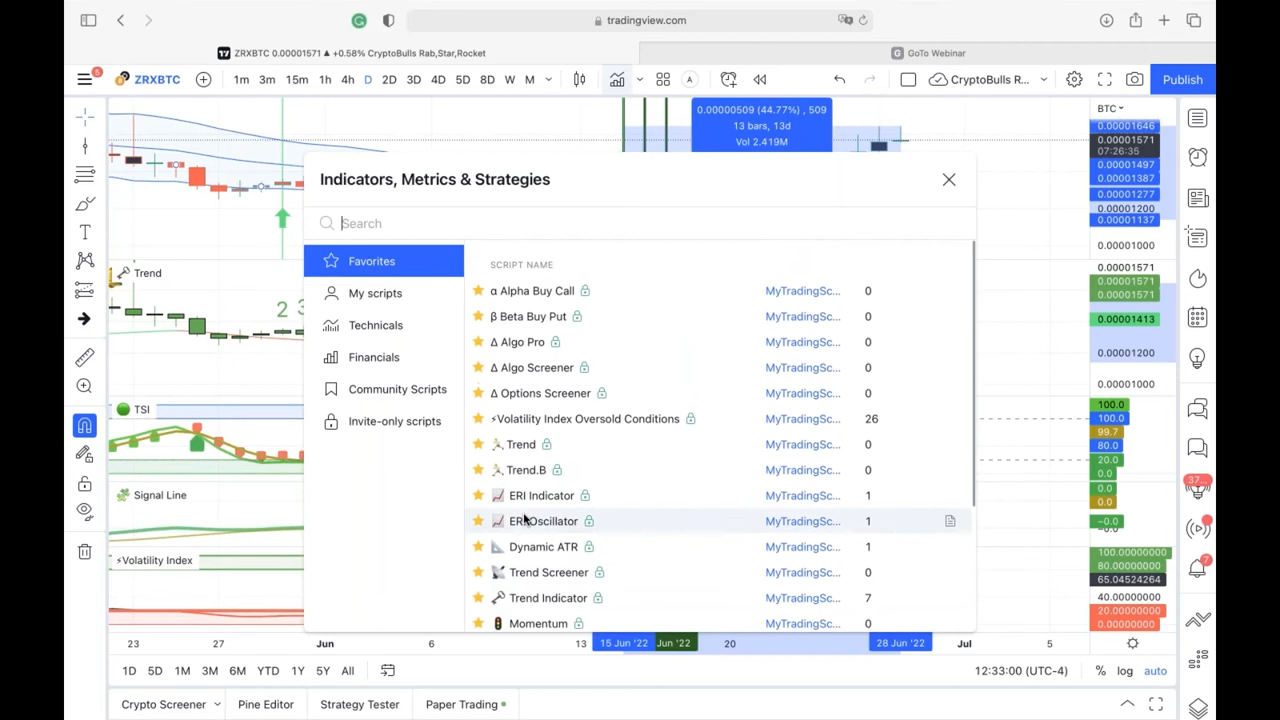 tradingview.com
ZRXBTC 0.00001571 ▲ +0.58% CryptoBulls Rab,Star,Rocket
GoTo Webinar
ZRXBTC 1m 3m 15m 1h 4h D 2D 3D 4D 5D 8D W M A CryptoBulls R... Publish
0.00000509 (44.77%) , 509
13 bars, 13d
Vol 2.419M
BTC
0.00001646
0.00001571
07:26:35
0.00001497
0.00001387
0.00001277
0.00001200
0.00001137
0.00001000
Indicators, Metrics & Strategies
Search
Favorites
My scripts
Technicals
Financials
Community Scripts
Invite-only scripts
SCRIPT NAME
α Alpha Buy Call MyTradingSc... 0
β Beta Buy Put MyTradingSc... 0
Δ Algo Pro MyTradingSc... 0
Δ Algo Screener MyTradingSc... 0
Δ Options Screener MyTradingSc... 0
⚡Volatility Index Oversold Conditions MyTradingSc... 26
Trend MyTradingSc... 0
Trend.B MyTradingSc... 0
ERI Indicator MyTradingSc... 1
ERI Oscillator MyTradingSc... 1
Dynamic ATR MyTradingSc... 1
Trend Screener MyTradingSc... 0
Trend Indicator MyTradingSc... 7
Momentum MyTradingSc... 0
Trend
2
TSI
Signal Line
⚡Volatility Index
0.00001571
0.00001571
0.00001571
0.00001413
0.00001200
0.00001000
100.0
100.0
99.7
80.0
20.0
0.0
0.0
0.0
−0.0
100.00000000
80.00000000
65.04524264
40.00000000
20.00000000
0.00000000
37...
7
23 27 Jun 6 13 15 Jun '22 Jun '22 20 28 Jun '22 Jul 5
1D 5D 1M 3M 6M YTD 1Y 5Y All 12:33:00 (UTC-4) % log auto
Crypto Screener Pine Editor Strategy Tester Paper Trading